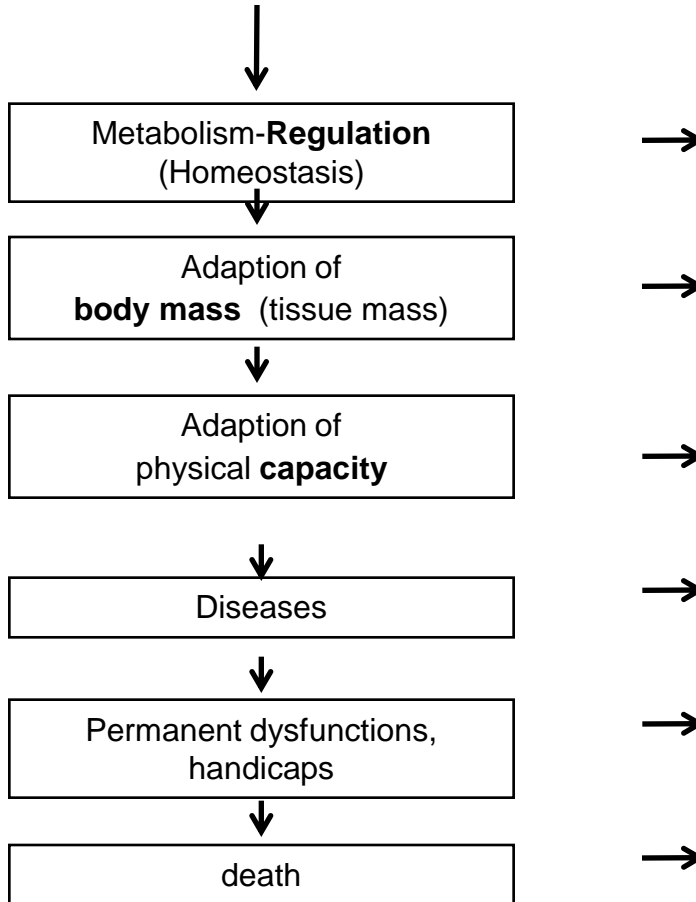 Metabolism-Regulation
(Homeostasis)
Adaption of
body mass (tissue mass)
Adaption of
physical capacity
Diseases
Permanent dysfunctions,
handicaps
death